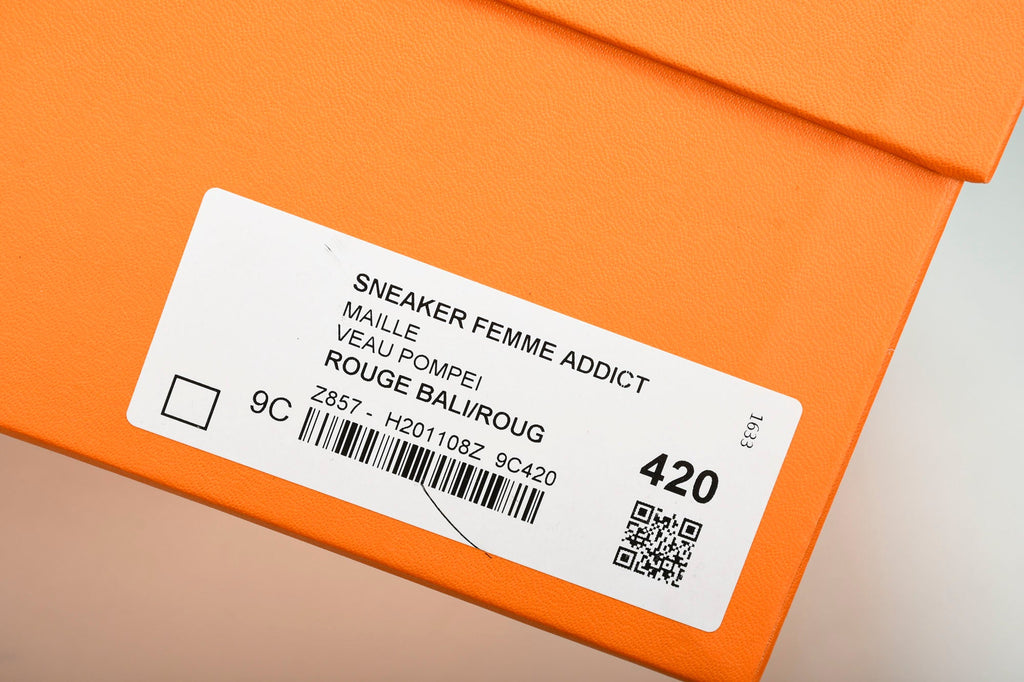 SNEAKER FEMME ADDICT
MAILLE
VEAU POMPEI
ROUGE BALI/ROUG
9C
Z857 - H201108Z 9C420
1633
420